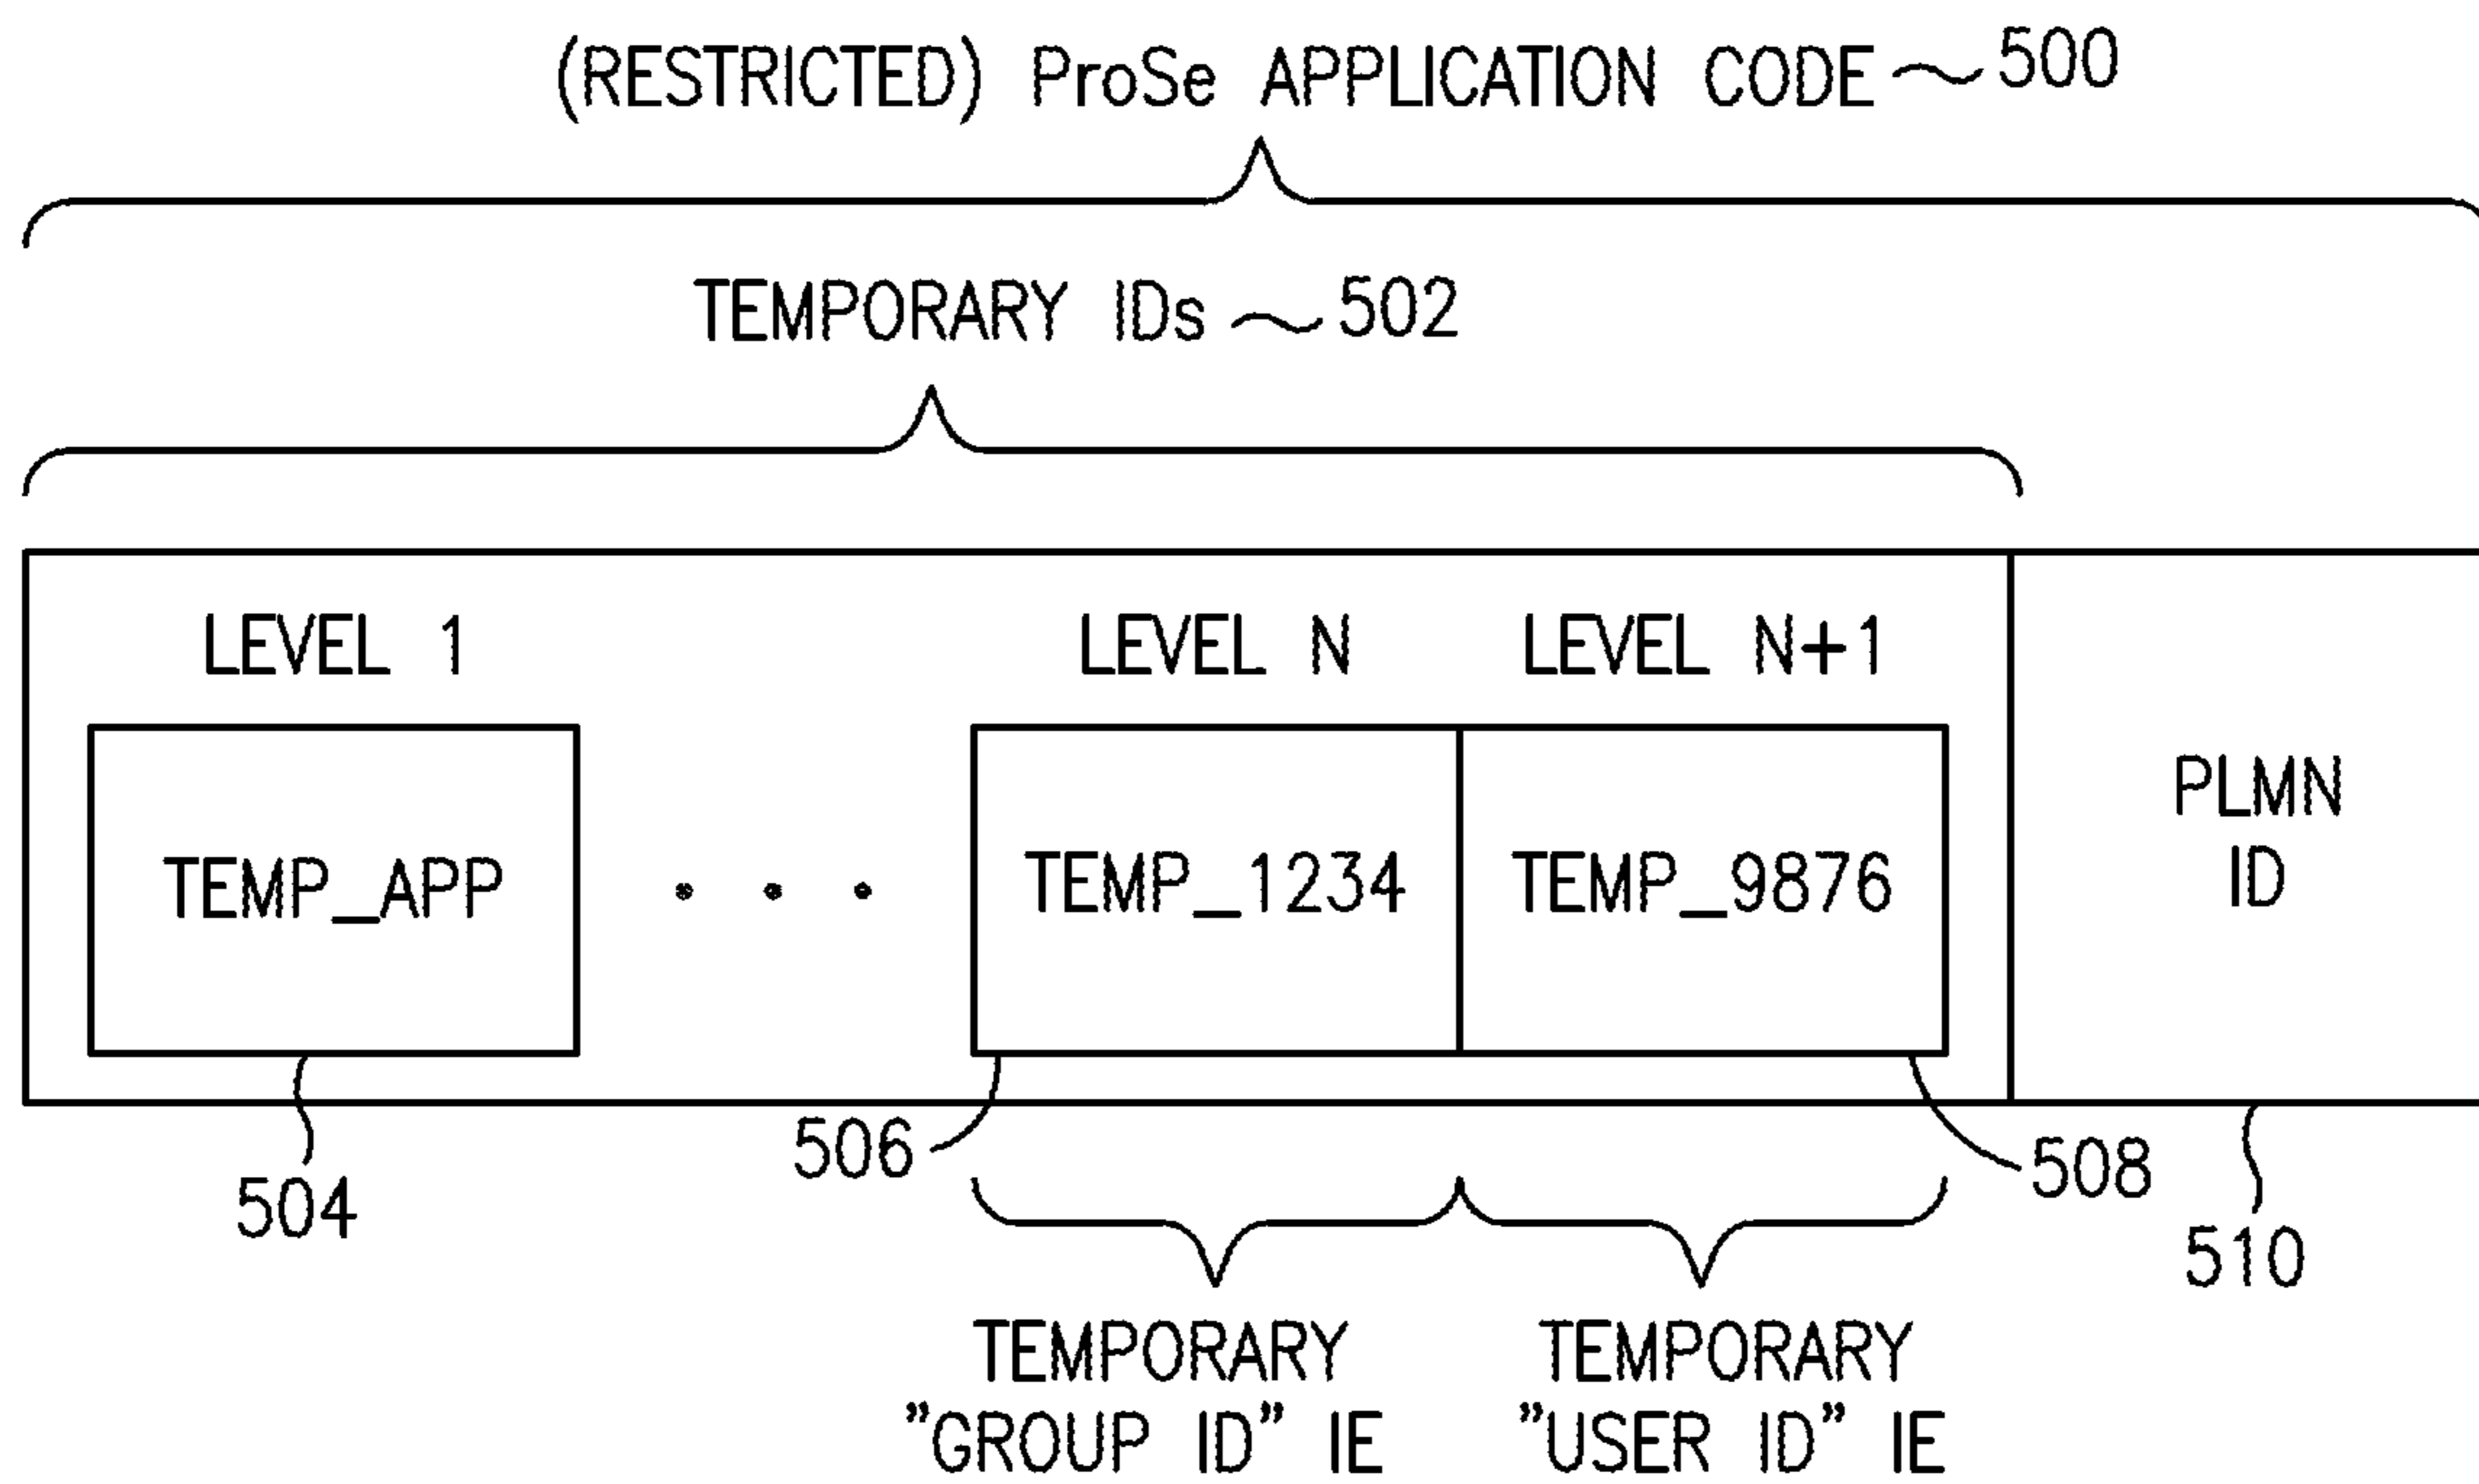 (RESTRICTED) ProSe APPLICATION CODE 500
TEMPORARY IDs 502
LEVEL 1
LEVEL N
LEVEL N+1
TEMP_APP
. . .
TEMP_1234
TEMP_9876
PLMN
ID
504
506
508
510
TEMPORARY
"GROUP ID" IE
TEMPORARY
"USER ID" IE